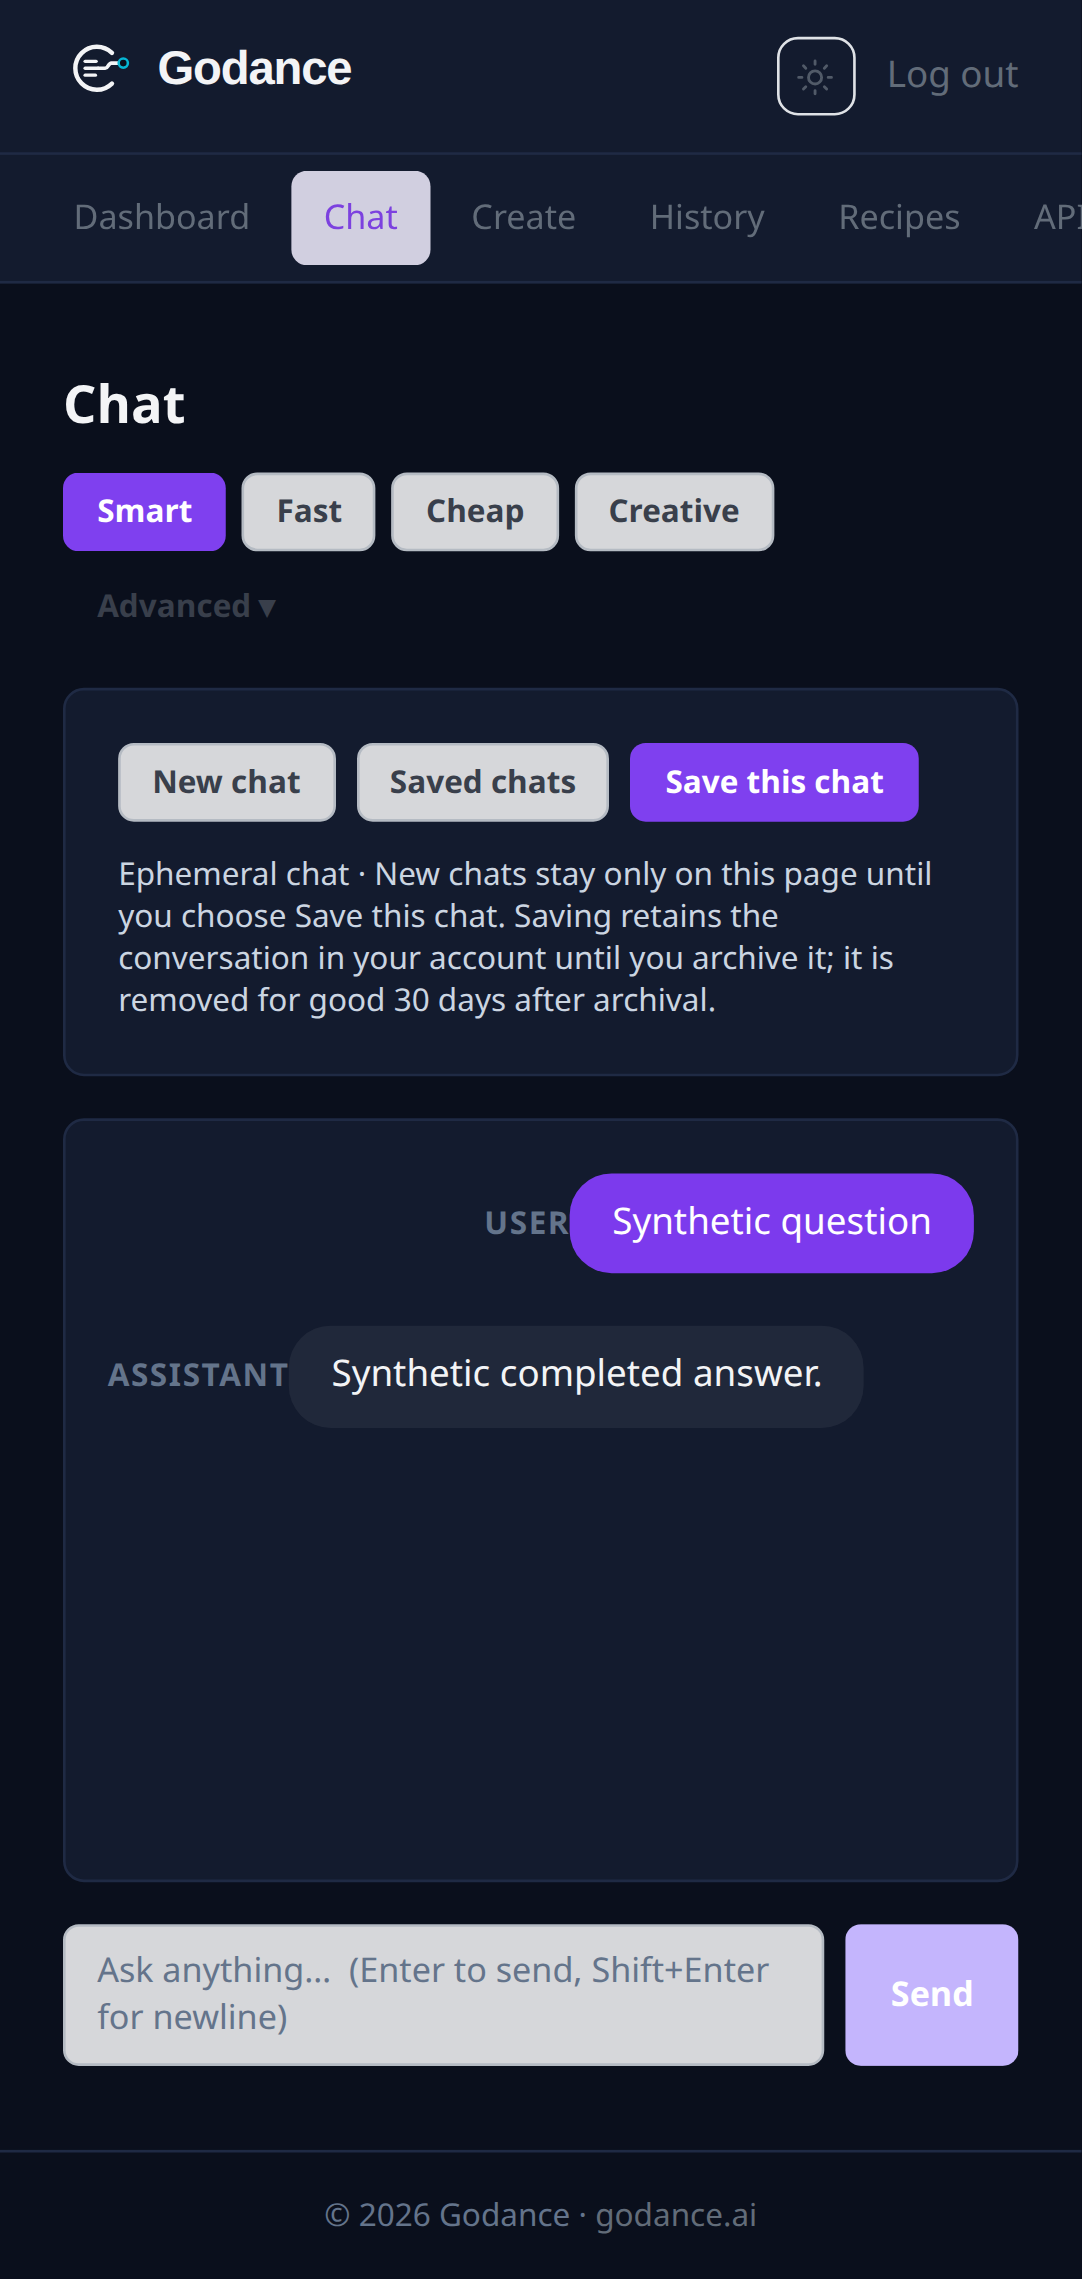 Godance
Log out
Dashboard Chat Create History Recipes API
Chat
Smart Fast Cheap Creative
Advanced ▼
New chat Saved chats Save this chat
Ephemeral chat · New chats stay only on this page until
you choose Save this chat. Saving retains the
conversation in your account until you archive it; it is
removed for good 30 days after archival.
USER Synthetic question
ASSISTANT Synthetic completed answer.
Ask anything… (Enter to send, Shift+Enter
for newline)
Send
© 2026 Godance · godance.ai